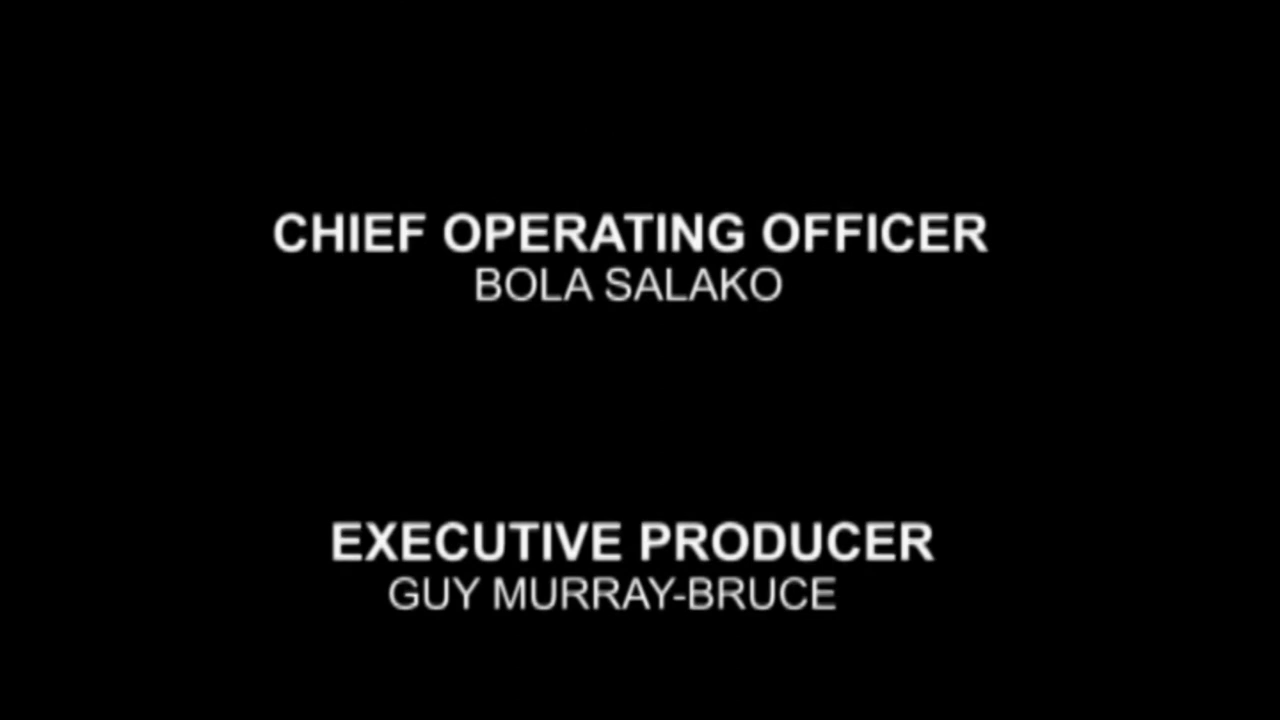 CHIEF OPERATING OFFICER
BOLA SALAKO
EXECUTIVE PRODUCER
GUY MURRAY-BRUCE